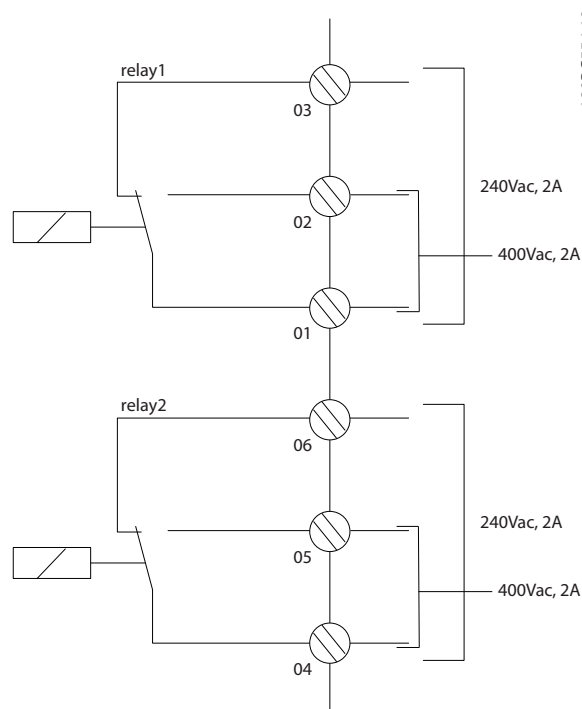 relay1
03
240Vac, 2A
02
400Vac, 2A
01
relay2
06
240Vac, 2A
05
400Vac, 2A
04